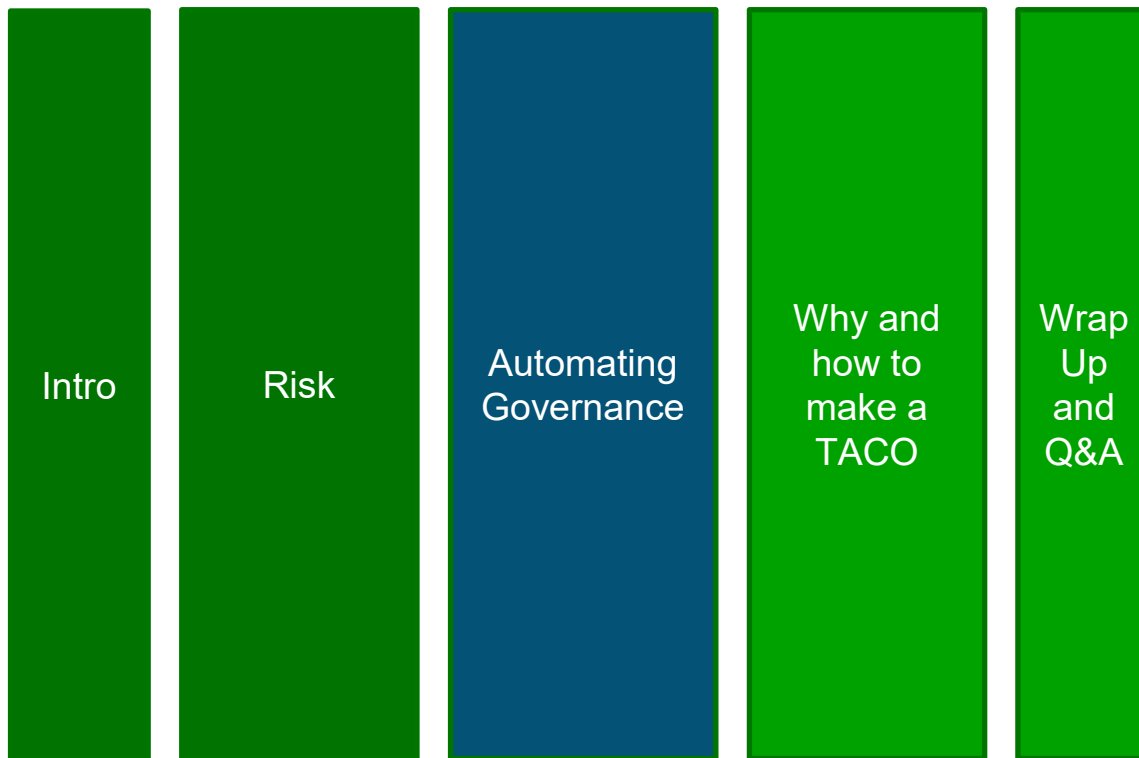 Intro
Risk
Automating
Governance
Why and
how to
make a
TACO
Wrap
Up
and
Q&A